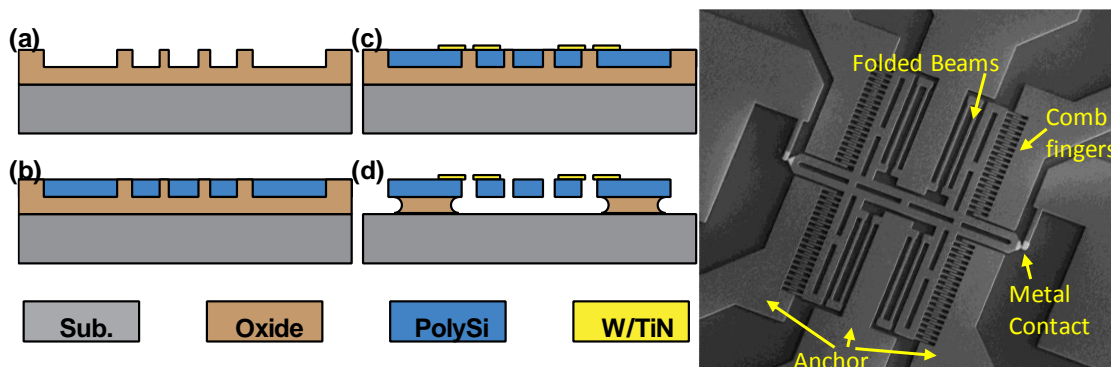 (a)
(c)
(b)
(d)
Sub.
Oxide
PolySi
W/TiN
Folded Beams
Comb
fingers
Metal
Contact
Anchor